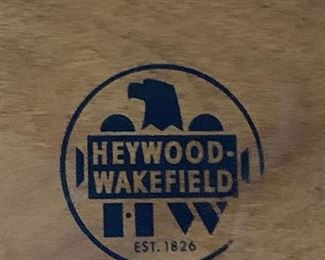 HEYWOOD-
WAKEFIELD
HW
EST. 1826